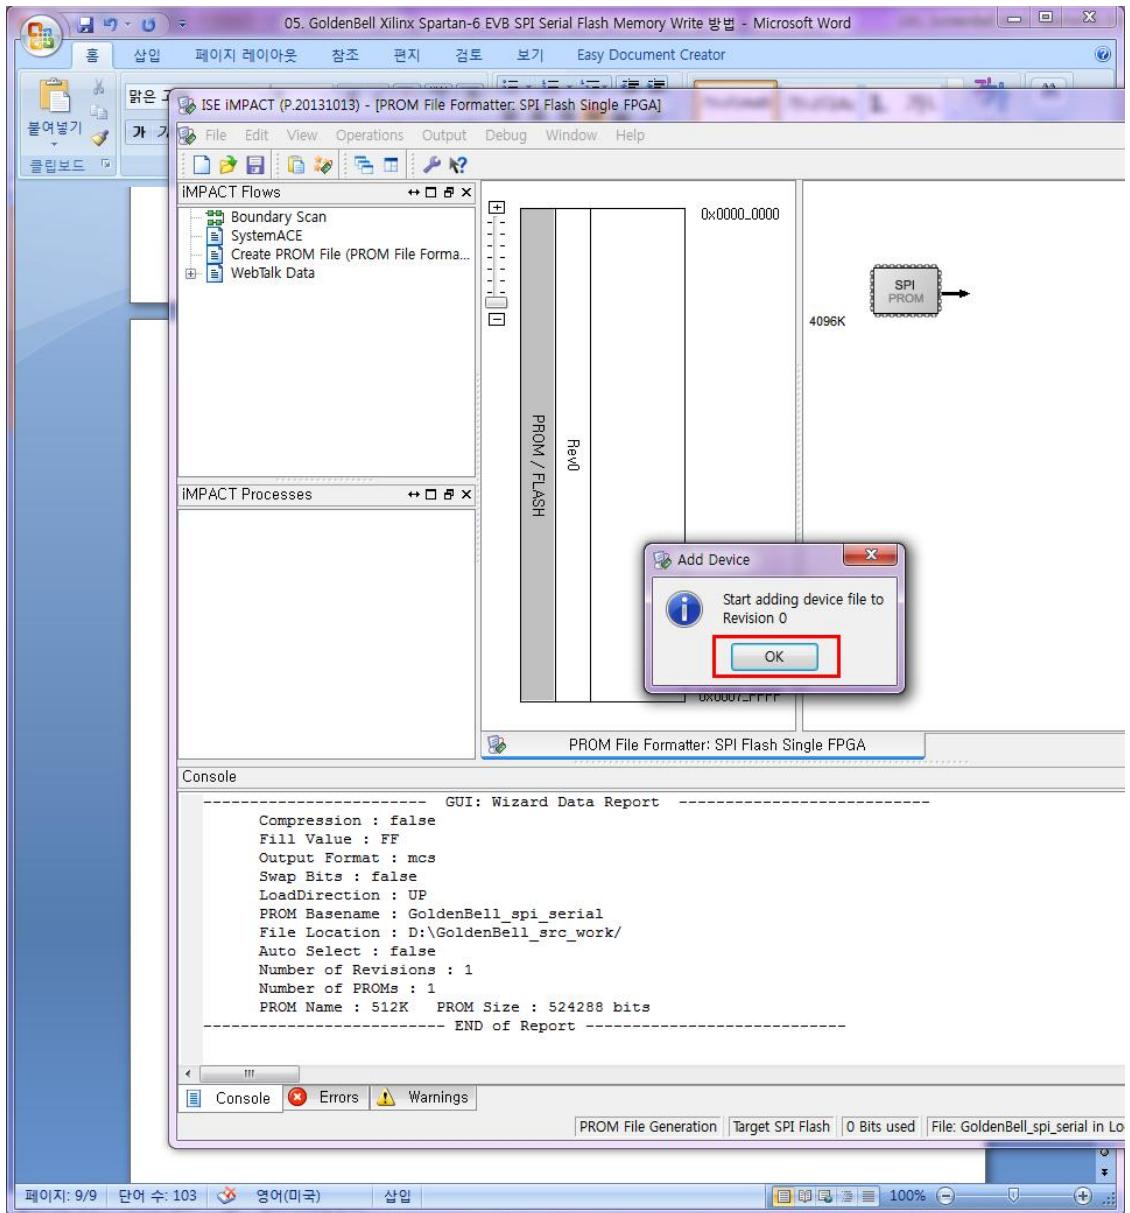 05. GoldenBell Xilinx Spartan-6 EVB SPI Serial Flash Memory Write 방법 - Microsoft Word
홈 삽입 페이지 레이아웃 참조 편지 검토 보기 Easy Document Creator
붙여넣기
클립보드
맑은
가
ISE iMPACT (P.20131013) - [PROM File Formatter: SPI Flash Single FPGA]
File Edit View Operations Output Debug Window Help
iMPACT Flows
Boundary Scan
SystemACE
Create PROM File (PROM File Forma...
WebTalk Data
iMPACT Processes
PROM / FLASH
Rev0
0x0000_0000
4096K
SPI
PROM
Add Device
Start adding device file to
Revision 0
OK
0x0007_FFFF
PROM File Formatter: SPI Flash Single FPGA
Console
------------------------ GUI: Wizard Data Report ---------------------------
Compression : false
Fill Value : FF
Output Format : mcs
Swap Bits : false
LoadDirection : UP
PROM Basename : GoldenBell_spi_serial
File Location : D:\GoldenBell_src_work/
Auto Select : false
Number of Revisions : 1
Number of PROMs : 1
PROM Name : 512K PROM Size : 524288 bits
-------------------------- END of Report ----------------------------
Console Errors Warnings
PROM File Generation Target SPI Flash 0 Bits used File: GoldenBell_spi_serial in Lo
페이지: 9/9 단어 수: 103 영어(미국) 삽입 100%